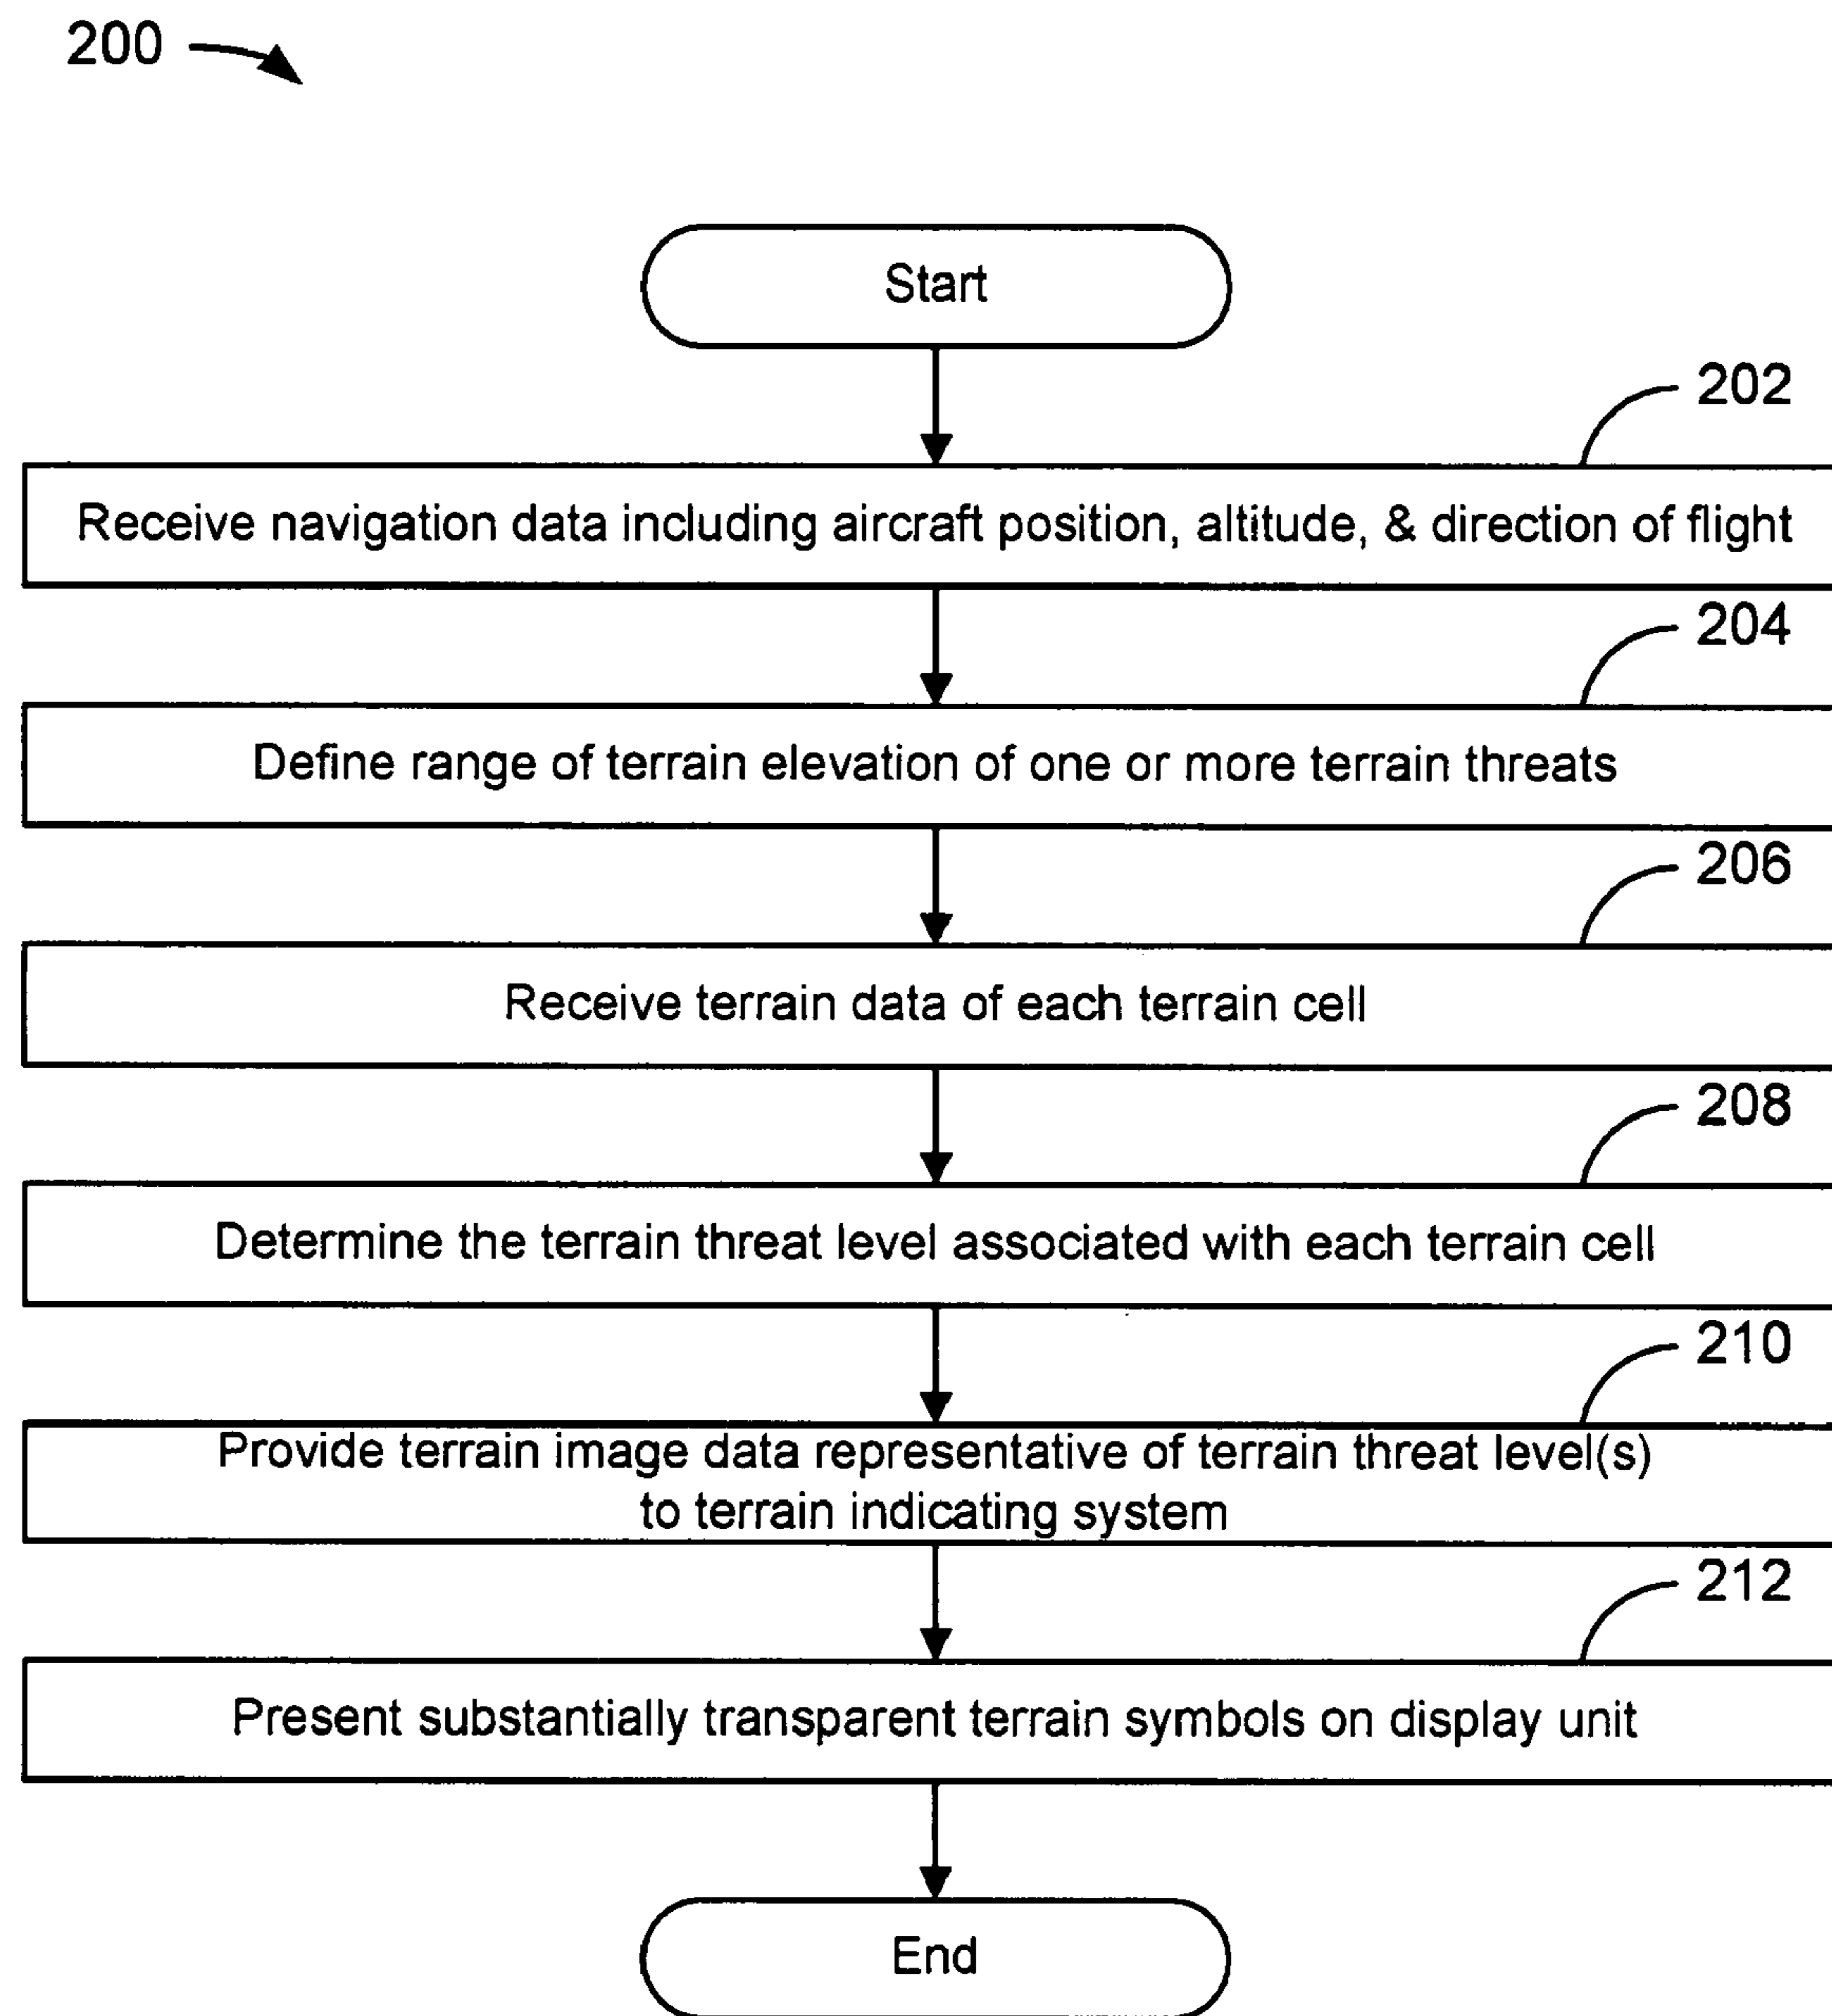 200
Start
202
Receive navigation data including aircraft position, altitude, & direction of flight
204
Define range of terrain elevation of one or more terrain threats
206
Receive terrain data of each terrain cell
208
Determine the terrain threat level associated with each terrain cell
210
Provide terrain image data representative of terrain threat level(s)
to terrain indicating system
212
Present substantially transparent terrain symbols on display unit
End